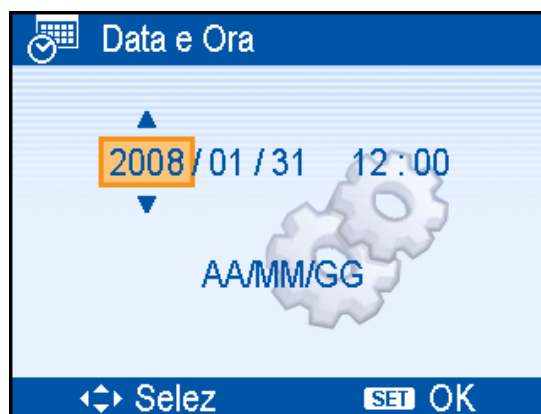 Data e Ora
2008 / 01 / 31 12 : 00
AA/MM/GG
Selez SET OK